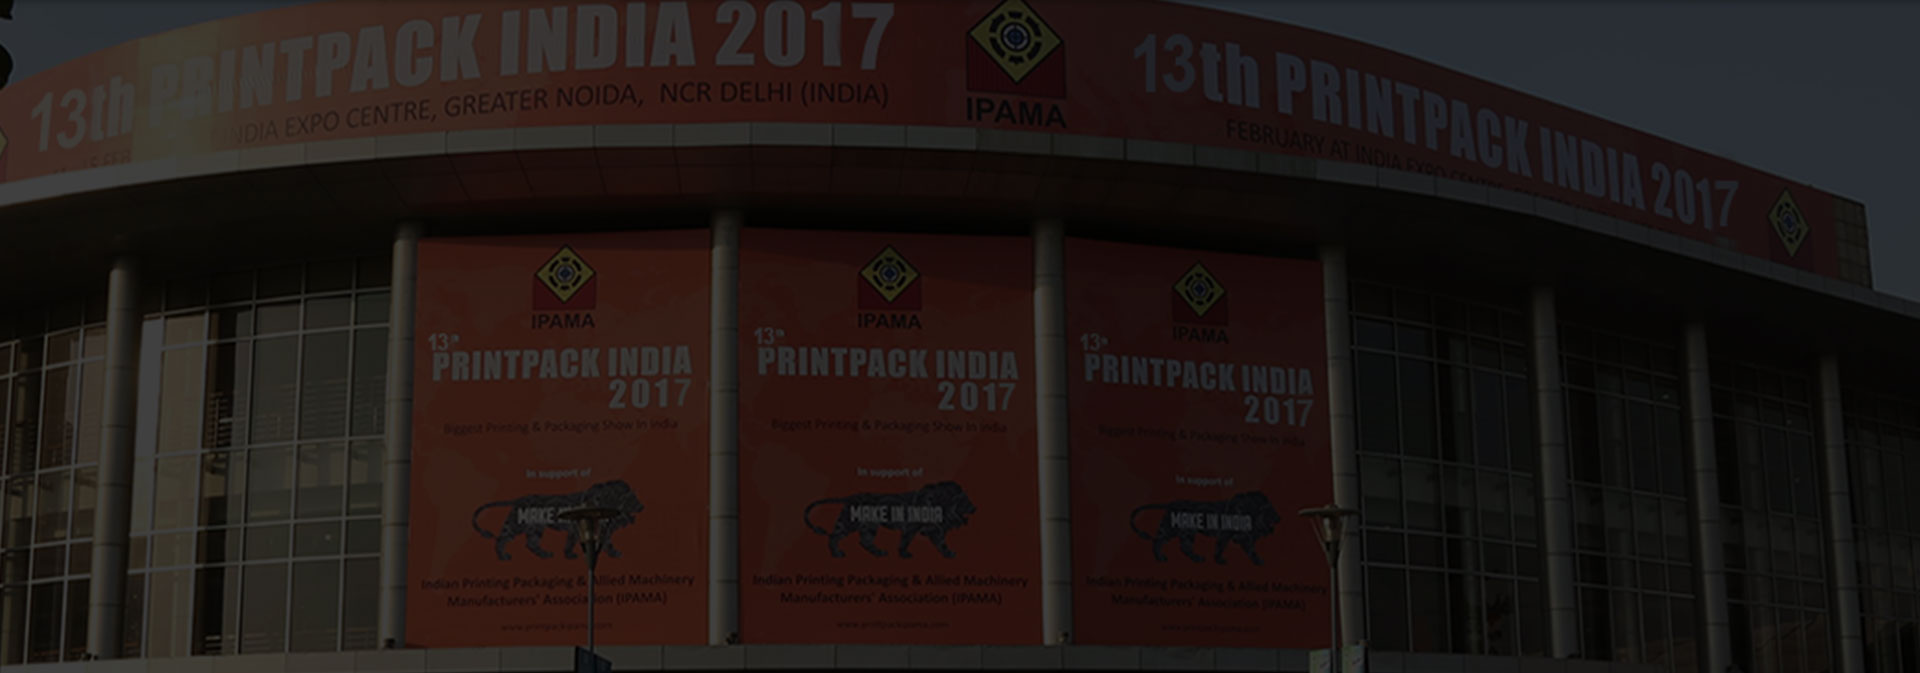 13th PRINTPACK INDIA 2017
INDIA EXPO CENTRE, GREATER NOIDA, NCR DELHI (INDIA)
IPAMA
13th PRINTPACK INDIA 2017
FEBRUARY AT INDIA EXPO CENTRE,
IPAMA
13th
PRINTPACK INDIA
2017
Biggest Printing & Packaging Show In India
In support of
MAKE IN
Indian Printing Packaging & Allied Machinery
Manufacturers' Association (IPAMA)
IPAMA
13th
PRINTPACK INDIA
2017
Biggest Printing & Packaging Show In India
In support of
MAKE IN INDIA
Indian Printing Packaging & Allied Machinery
Manufacturers' Association (IPAMA)
IPAMA
13th
PRINTPACK INDIA
2017
Biggest Printing & Packaging Show In India
In support of
MAKE IN INDIA
Indian Printing Packaging & Allied Machinery
Manufacturers' Association (IPAMA)